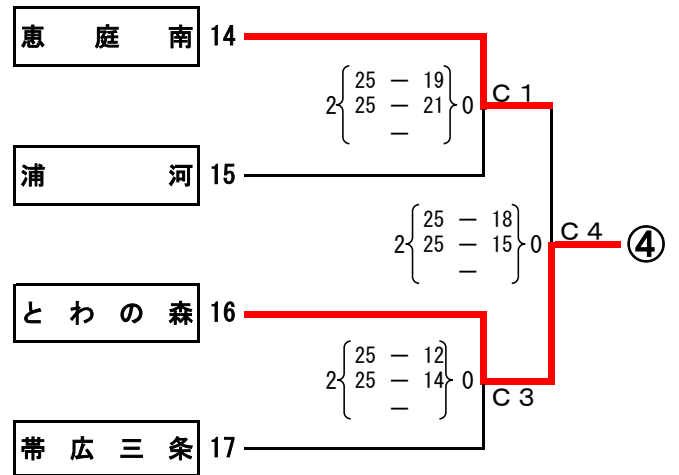 恵 庭 南 14
25 － 19
2 25 － 21 0 C 1
－
浦 河 15
25 － 18
2 25 － 15 0 C 4 ④
－
と わ の 森 16
25 － 12
2 25 － 14 0 C 3
－
帯 広 三 条 17